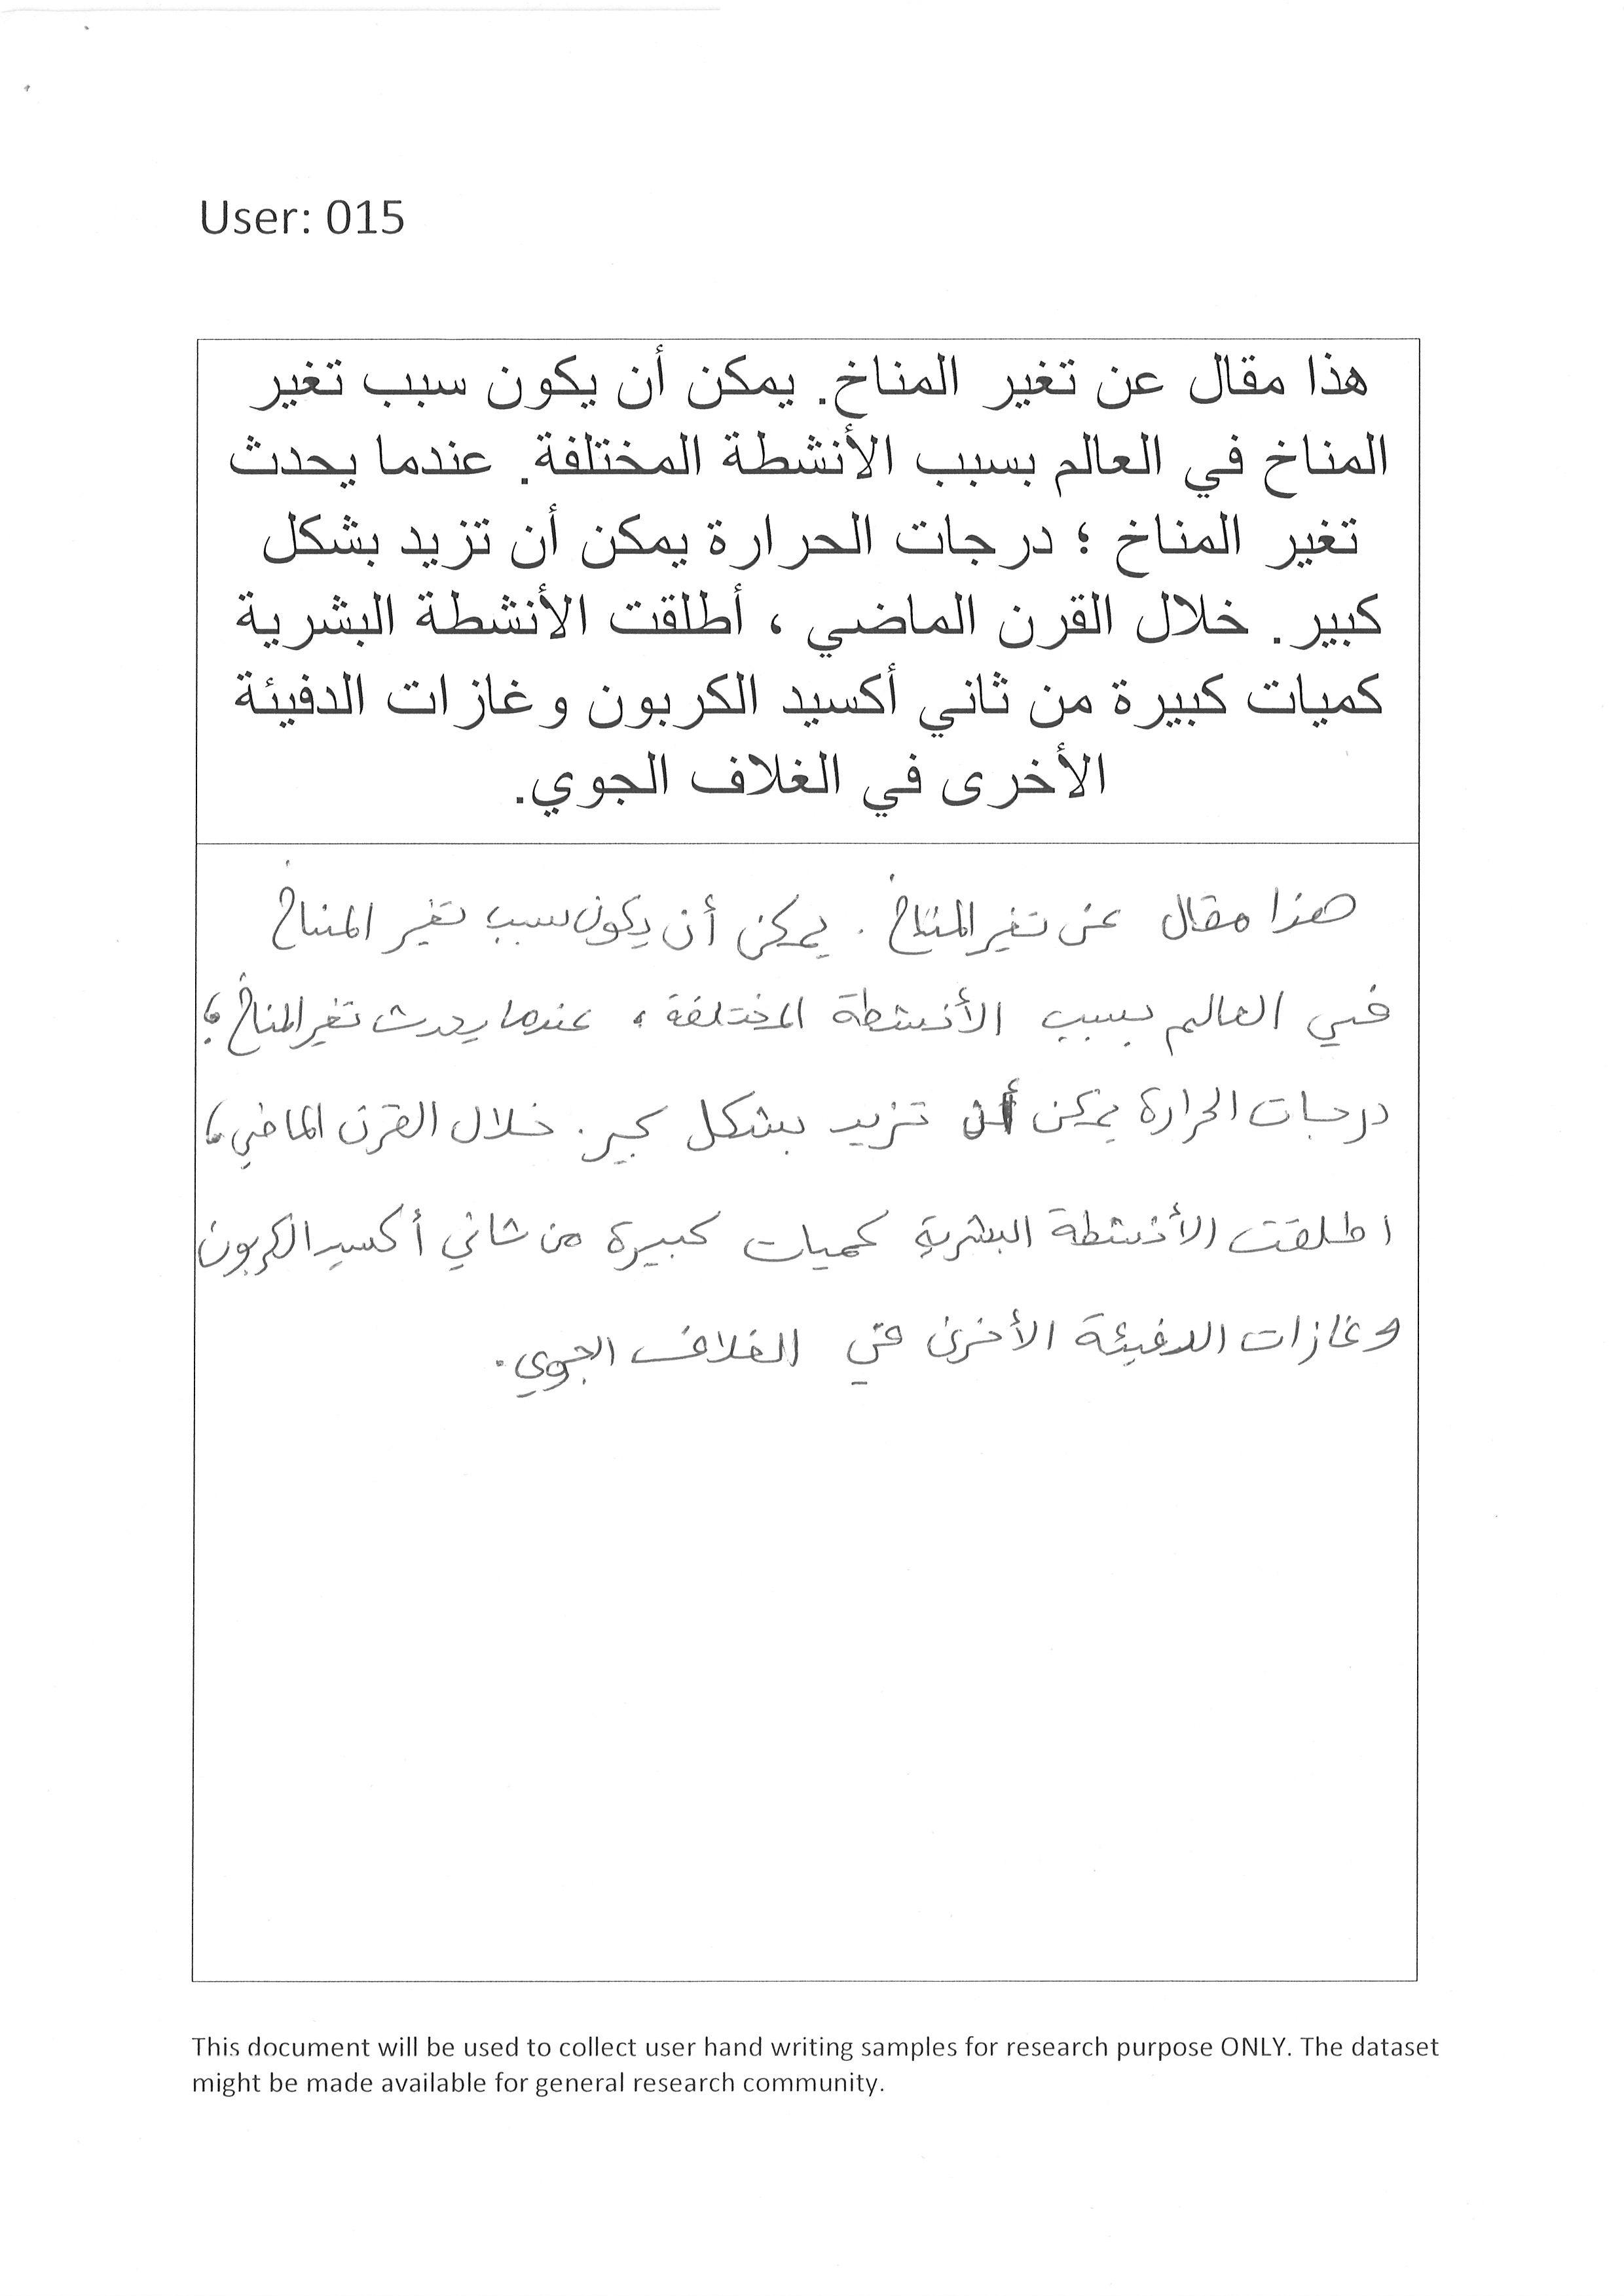 User: 015
هذا مقال عن تغير المناخ. يمكن أن يكون سبب تغير
المناخ في العالم بسبب الأنشطة المختلفة. عندما يحدث
تغير المناخ ؛ درجات الحرارة يمكن أن تزيد بشكل
كبير. خلال القرن الماضي ، أطلقت الأنشطة البشرية
كميات كبيرة من ثاني أكسيد الكربون وغازات الدفيئة
الأخرى في الغلاف الجوي.
هذا مقال عن تغير المناخ . يمكن أن يكون سبب تغير المناخ
في العالم بسبب الأنشطة المختلفة . عندما يحدث تغير المناخ ؛
درجات الحرارة يمكن أن تزيد بشكل كبير . خلال القرن الماضي ،
اطلقت الأنشطة البشرية كميات كبيرة من ثاني أكسيد الكربون
و غازات الدفيئة الأخرى في الغلاف الجوي .
This document will be used to collect user hand writing samples for research purpose ONLY. The dataset
might be made available for general research community.